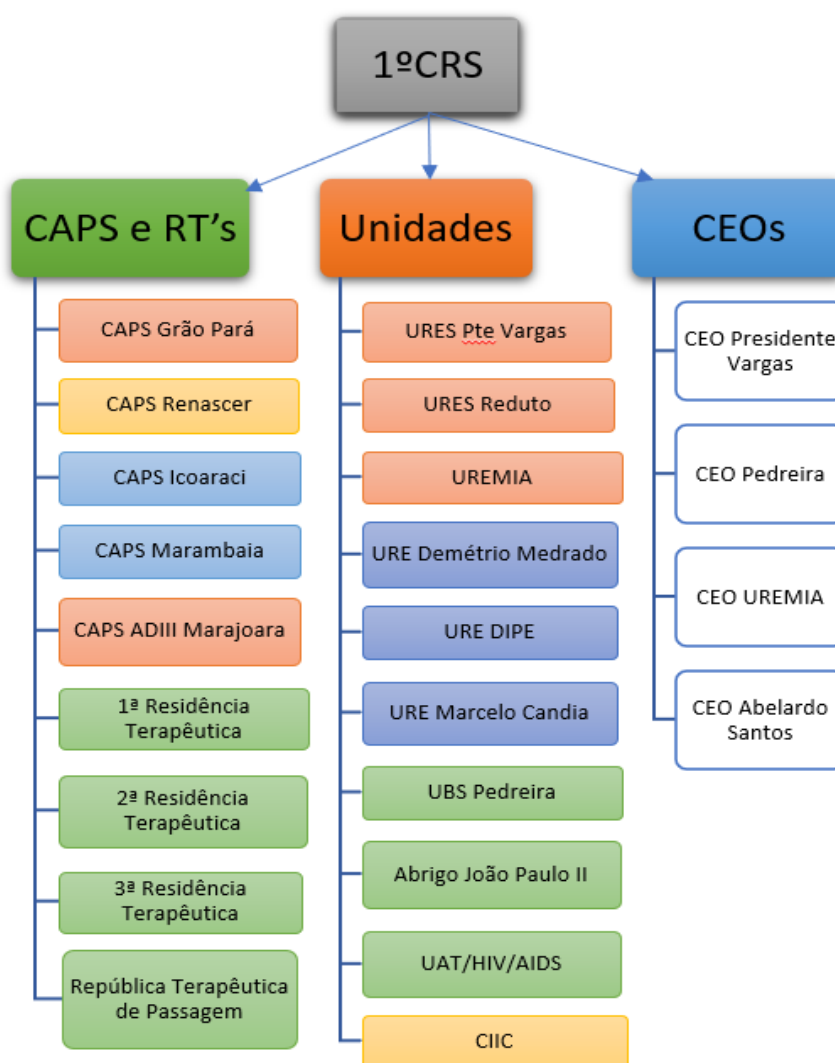 1ºCRS
CAPS e RT’s
CAPS Grão Pará
CAPS Renascer
CAPS Icoaraci
CAPS Marambaia
CAPS ADIII Marajoara
1ª Residência
Terapêutica
2ª Residência
Terapêutica
3ª Residência
Terapêutica
República Terapêutica
de Passagem
Unidades
URES Pte Vargas
URES Reduto
UREMIA
URE Demétrio Medrado
URE DIPE
URE Marcelo Candia
UBS Pedreira
Abrigo João Paulo II
UAT/HIV/AIDS
CIIC
CEOs
CEO Presidente
Vargas
CEO Pedreira
CEO UREMIA
CEO Abelardo
Santos